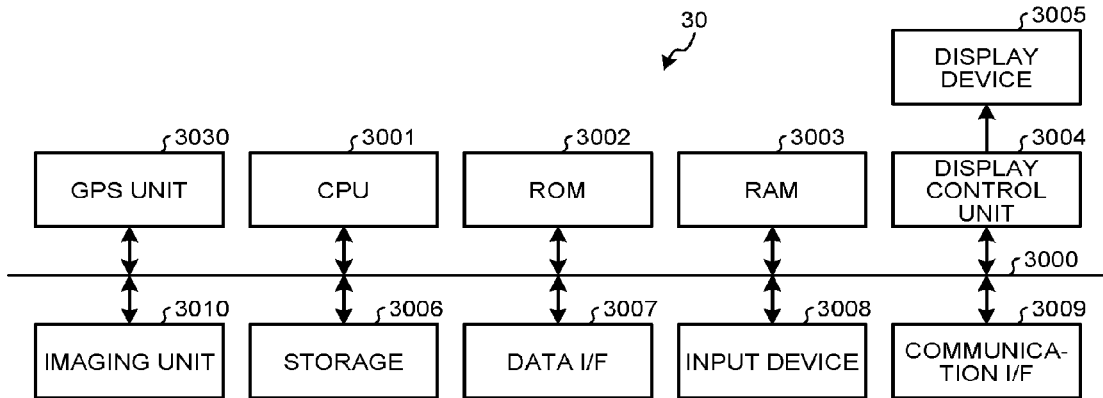 30
3005
DISPLAY
DEVICE
3030
3001
3002
3003
3004
GPS UNIT
CPU
ROM
RAM
DISPLAY
CONTROL
UNIT
3000
3010
3006
3007
3008
3009
IMAGING UNIT
STORAGE
DATA I/F
INPUT DEVICE
COMMUNICA-
TION I/F